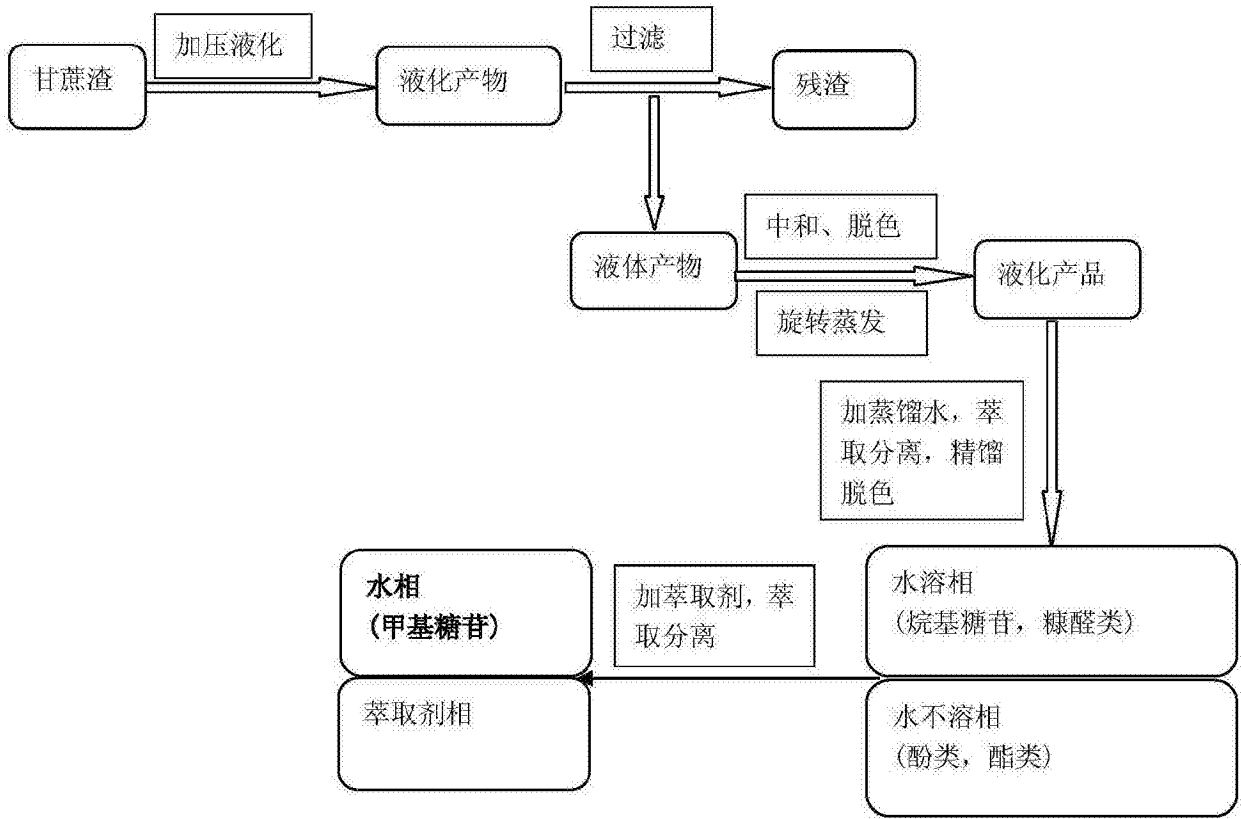 甘蔗渣
加压液化
液化产物
过滤
残渣
液体产物
中和、脱色
旋转蒸发
液化产品
加蒸馏水，萃
取分离，精馏
脱色
水溶相
(烷基糖苷，糠醛类)
水不溶相
(酚类，酯类)
加萃取剂，萃
取分离
水相
(甲基糖苷)
萃取剂相